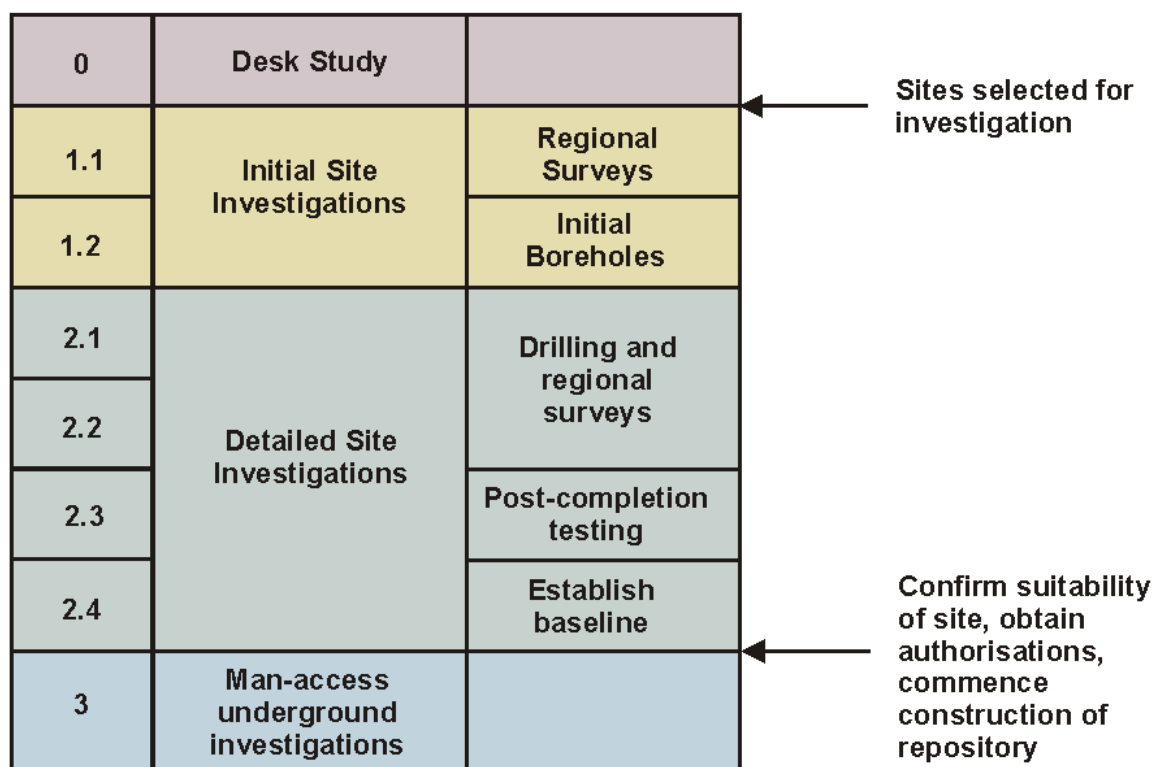 0
Desk Study
Sites selected for
investigation
1.1
Initial Site
Investigations
Regional
Surveys
1.2
Initial
Boreholes
2.1
Drilling and
regional
surveys
2.2
Detailed Site
Investigations
2.3
Post-completion
testing
2.4
Establish
baseline
Confirm suitability
of site, obtain
authorisations,
commence
construction of
repository
3
Man-access
underground
investigations